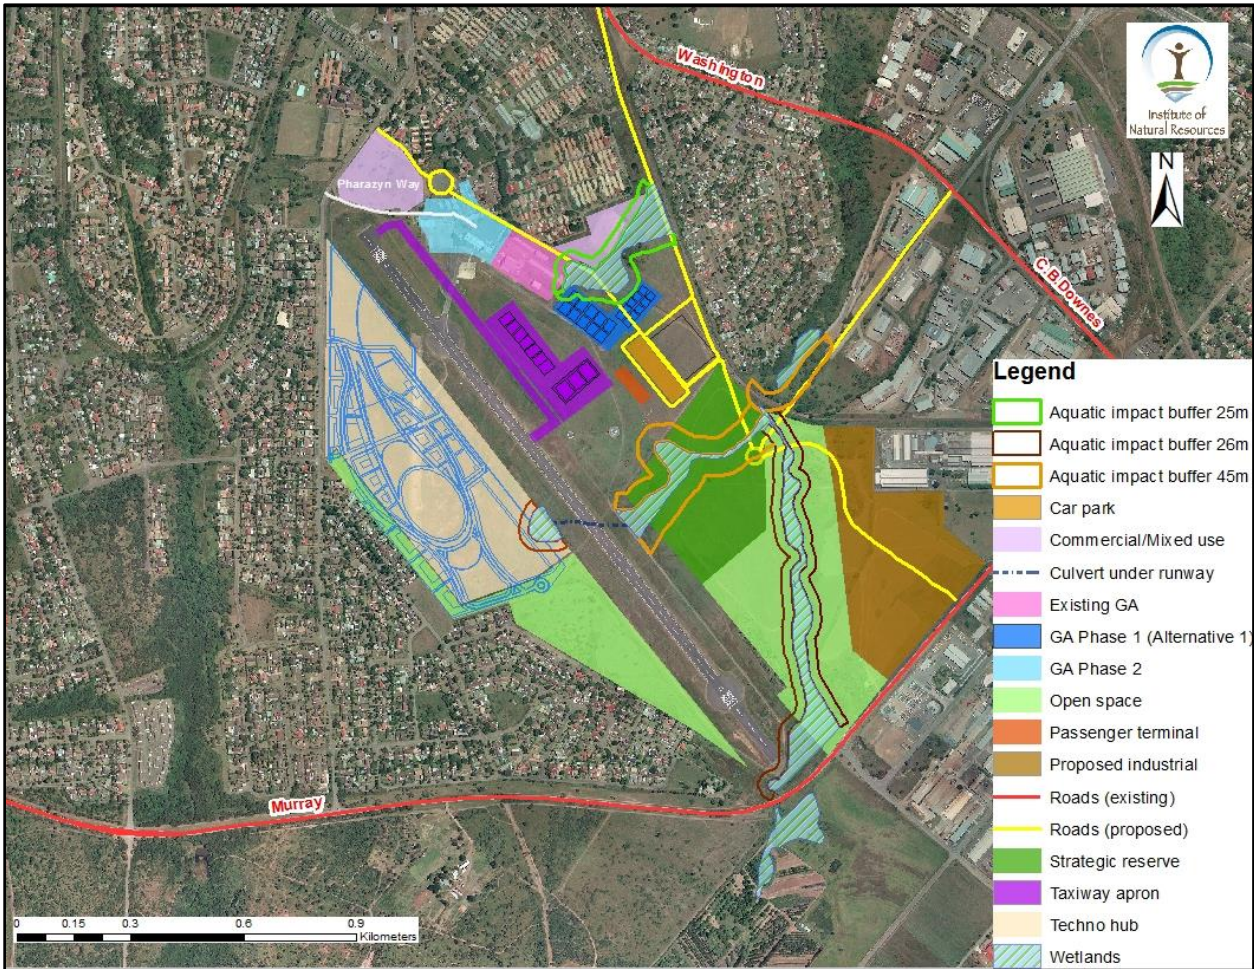 Washington
Institute of
Natural Resources
N
Pharazyn Way
C.B.Downes
Murray
Legend
Aquatic impact buffer 25m
Aquatic impact buffer 26m
Aquatic impact buffer 45m
Car park
Commercial/Mixed use
Culvert under runway
Existing GA
GA Phase 1 (Alternative 1)
GA Phase 2
Open space
Passenger terminal
Proposed industrial
Roads (existing)
Roads (proposed)
Strategic reserve
Taxiway apron
Techno hub
Wetlands
0 0.15 0.3 0.6 0.9
Kilometers